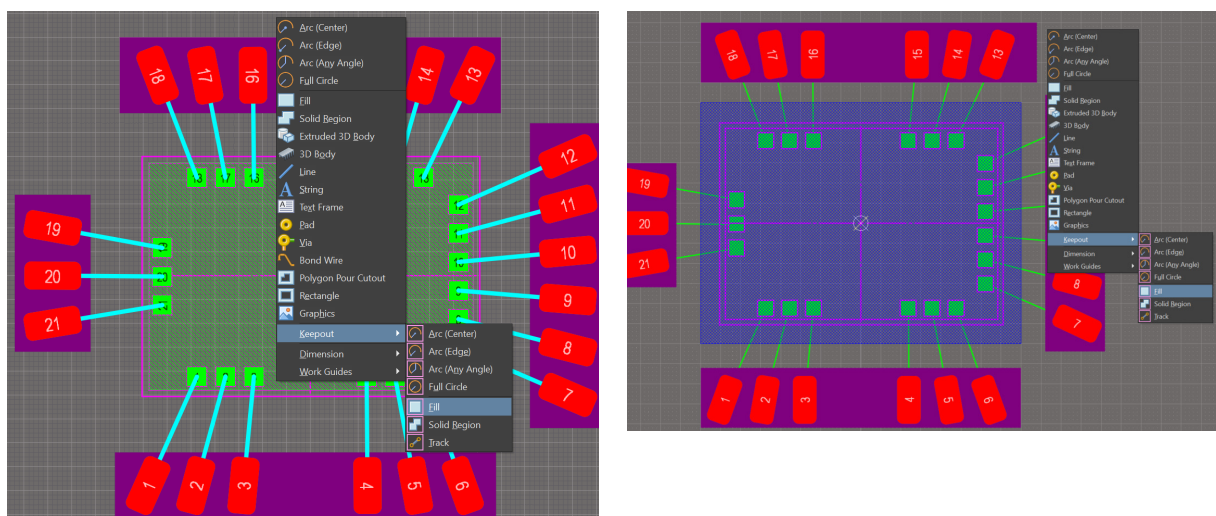 Arc (Center)
Arc (Edge)
Arc (Any Angle)
Full Circle
Fill
Solid Region
Extruded 3D Body
3D Body
Line
String
Text Frame
Pad
Via
Bond Wire
Polygon Pour Cutout
Rectangle
Graphics
Keepout
Dimension
Work Guides
Arc (Center)
Arc (Edge)
Arc (Any Angle)
Full Circle
Fill
Solid Region
Track
18
17
16
14
13
17
12
11
10
9
8
7
19
20
21
1
2
3
4
5
6
Arc (Center)
Arc (Edge)
Arc (Any Angle)
Full Circle
Fill
Solid Region
Extruded 3D Body
3D Body
Line
String
Text Frame
Pad
Via
Polygon Pour Cutout
Rectangle
Graphics
Keepout
Dimension
Work Guides
Arc (Center)
Arc (Edge)
Arc (Any Angle)
Full Circle
Fill
Solid Region
Track
18
17
16
15
14
13
19
20
21
8
7
1
2
3
4
5
6